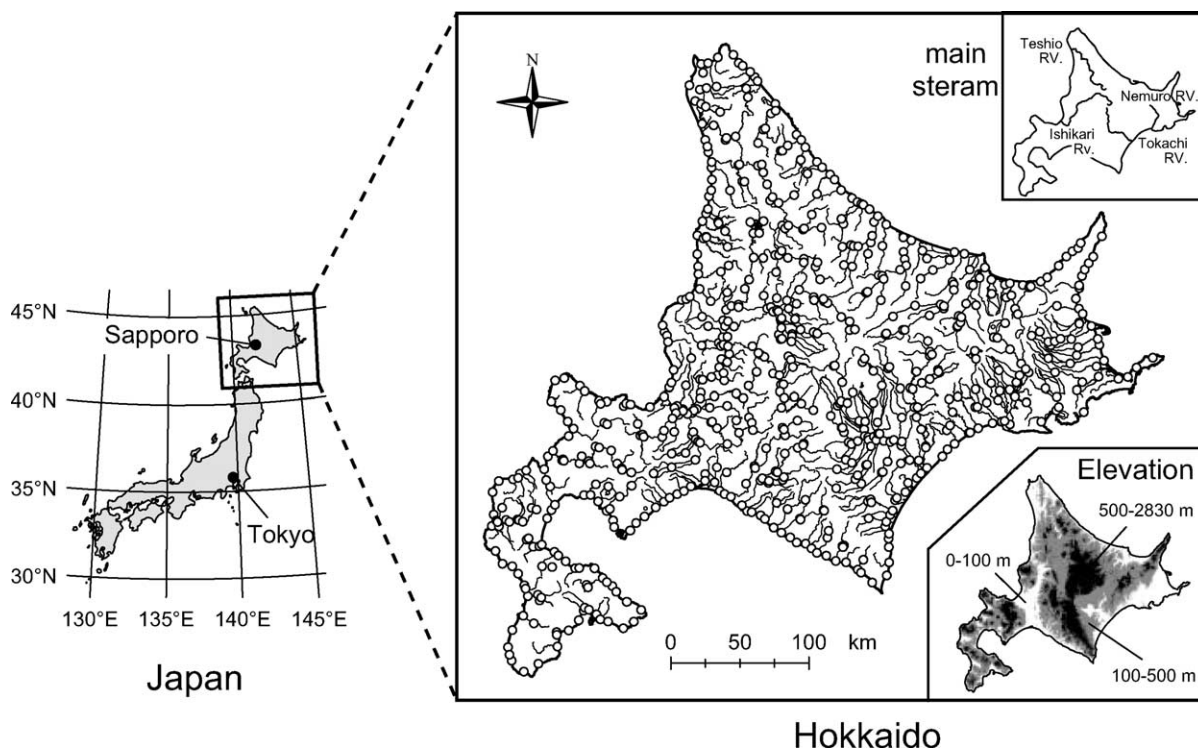 45°N
40°N
35°N
30°N
130°E
135°E
140°E
145°E
Sapporo
Tokyo
Japan
N
main
steram
Teshio
RV.
Nemuro RV.
Ishikari
Rv.
Tokachi
RV.
Elevation
500-2830 m
0-100 m
100-500 m
0
50
100
km
Hokkaido